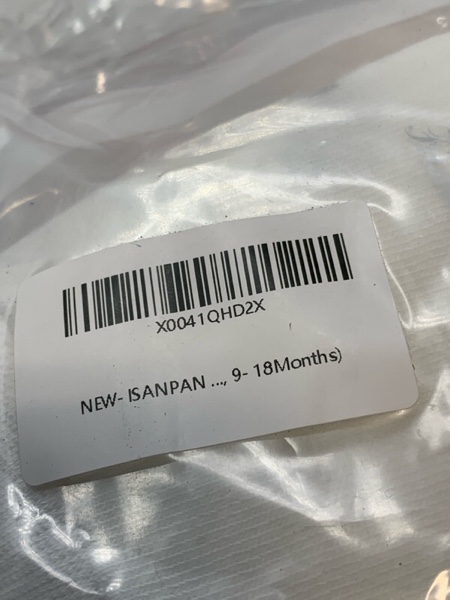 X0041QHD2X
NEW- ISANPAN ..., 9- 18Months)